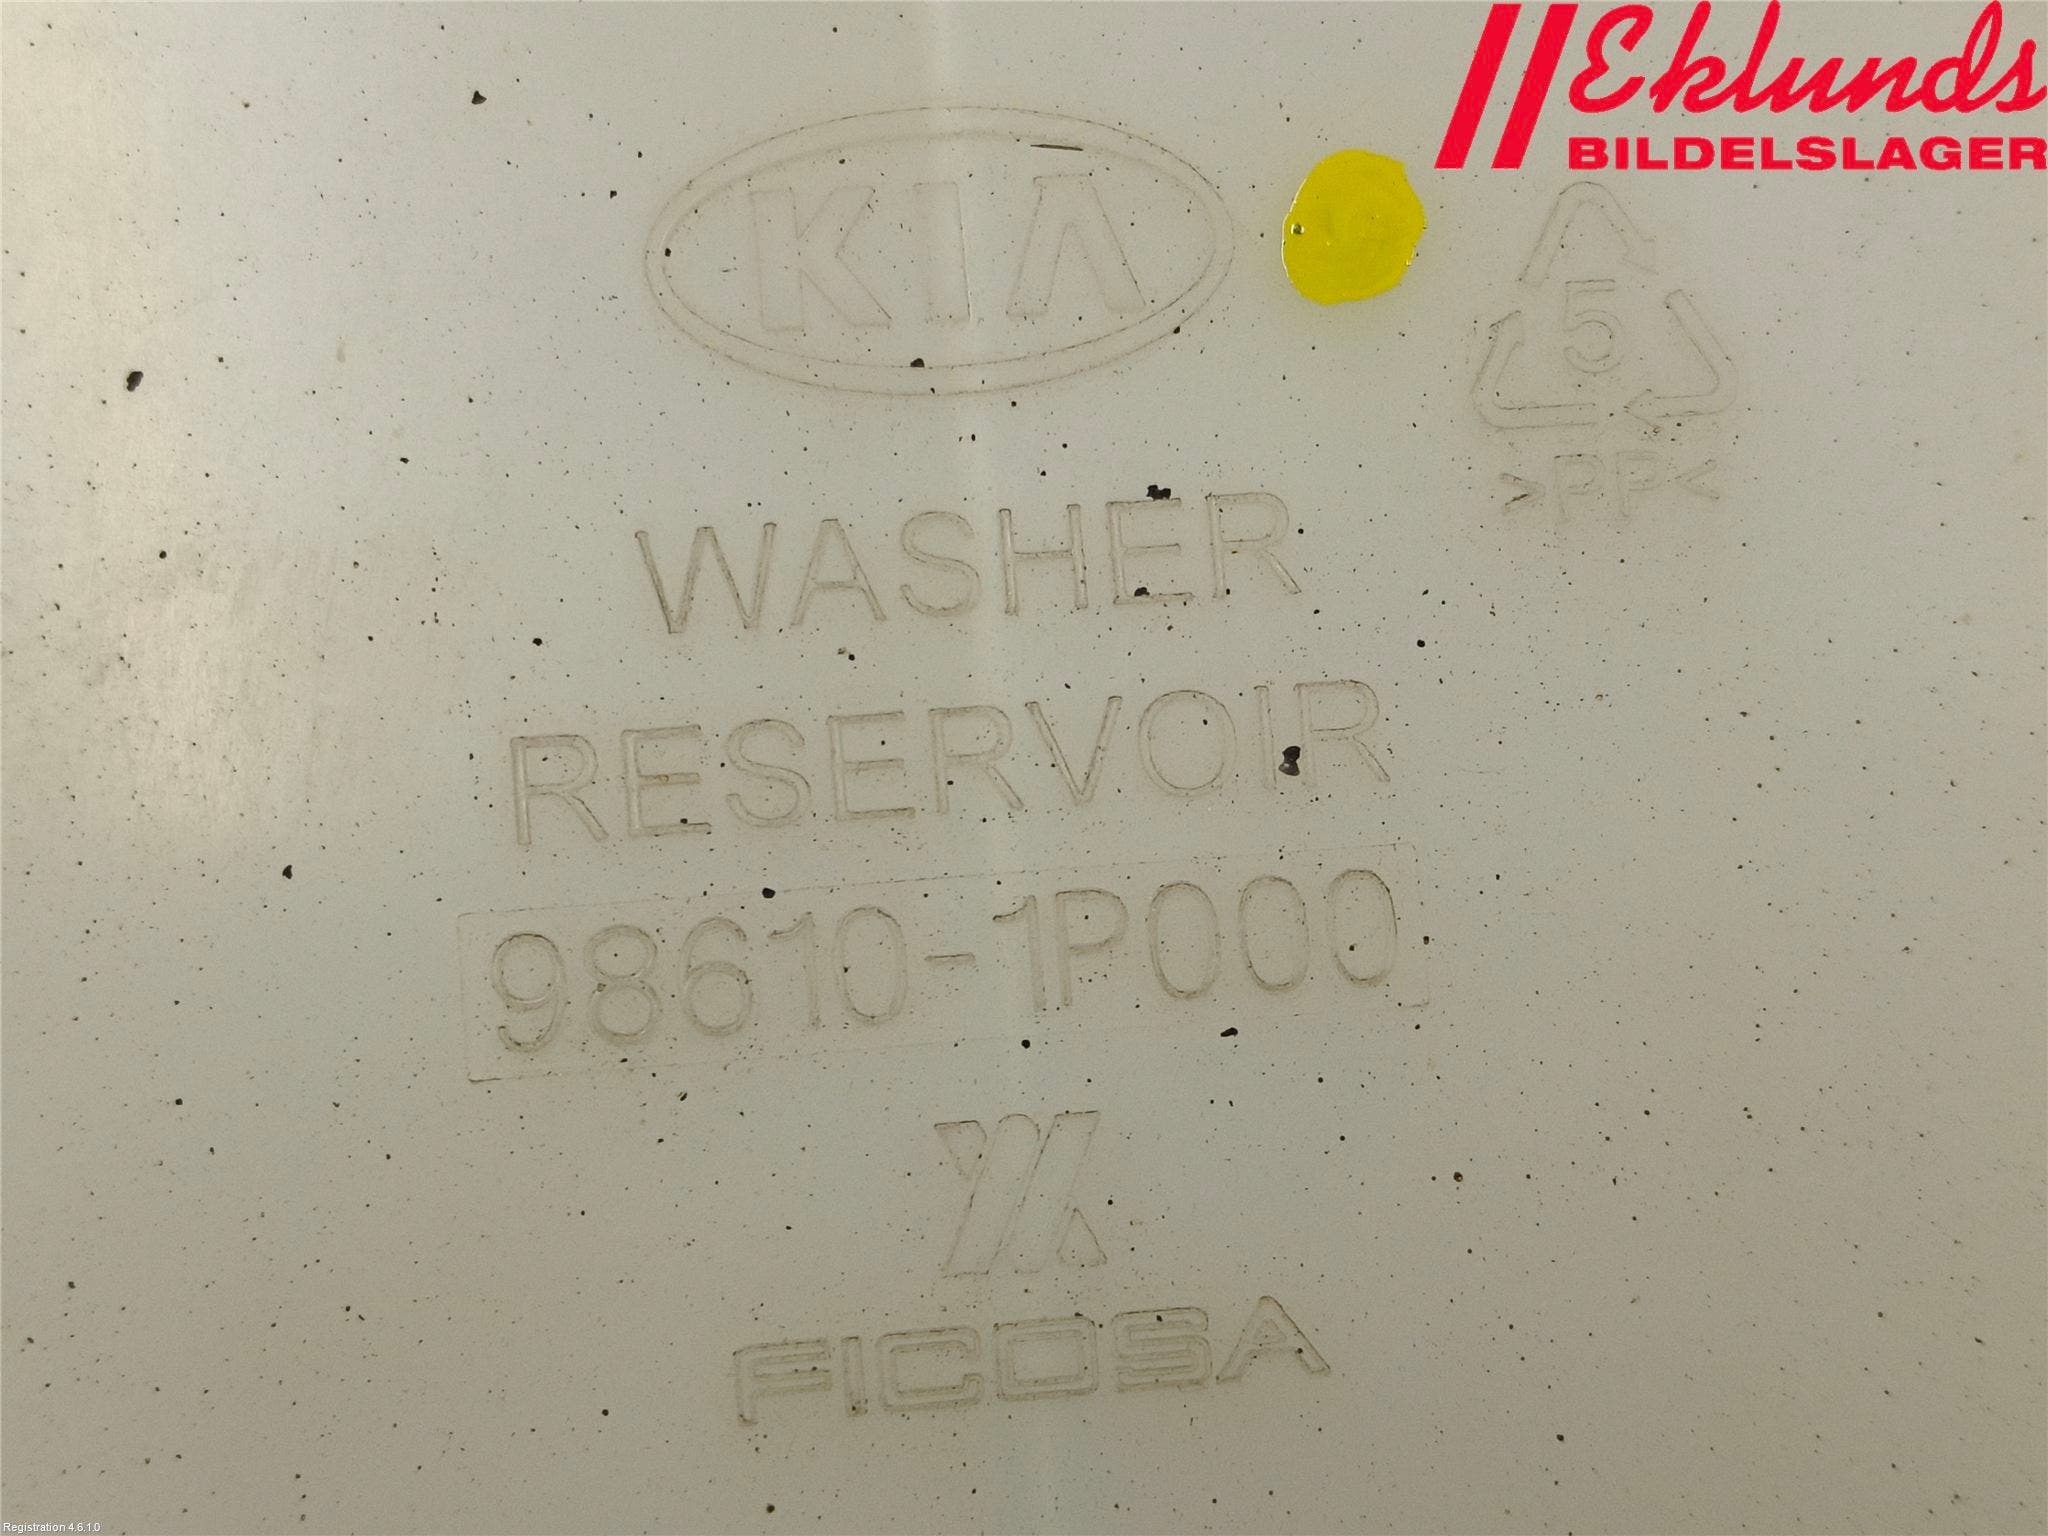 Eklunds
BILDELSLAGER
KIA
5
>PP<
WASHER
RESERVOIR
98610-1P000
FICOSA
Registration 4.6.1.0